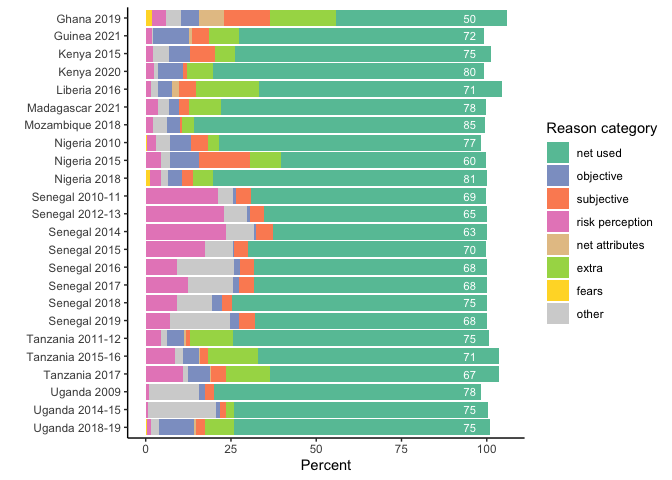 Ghana 2019 50
Guinea 2021 72
Kenya 2015 75
Kenya 2020 80
Liberia 2016 71
Madagascar 2021 78
Mozambique 2018 85
Nigeria 2010 77
Nigeria 2015 60
Nigeria 2018 81
Senegal 2010-11 69
Senegal 2012-13 65
Senegal 2014 63
Senegal 2015 70
Senegal 2016 68
Senegal 2017 68
Senegal 2018 75
Senegal 2019 68
Tanzania 2011-12 75
Tanzania 2015-16 71
Tanzania 2017 67
Uganda 2009 78
Uganda 2014-15 75
Uganda 2018-19 75
0 25 50 75 100
Percent
Reason category
net used
objective
subjective
risk perception
net attributes
extra
fears
other